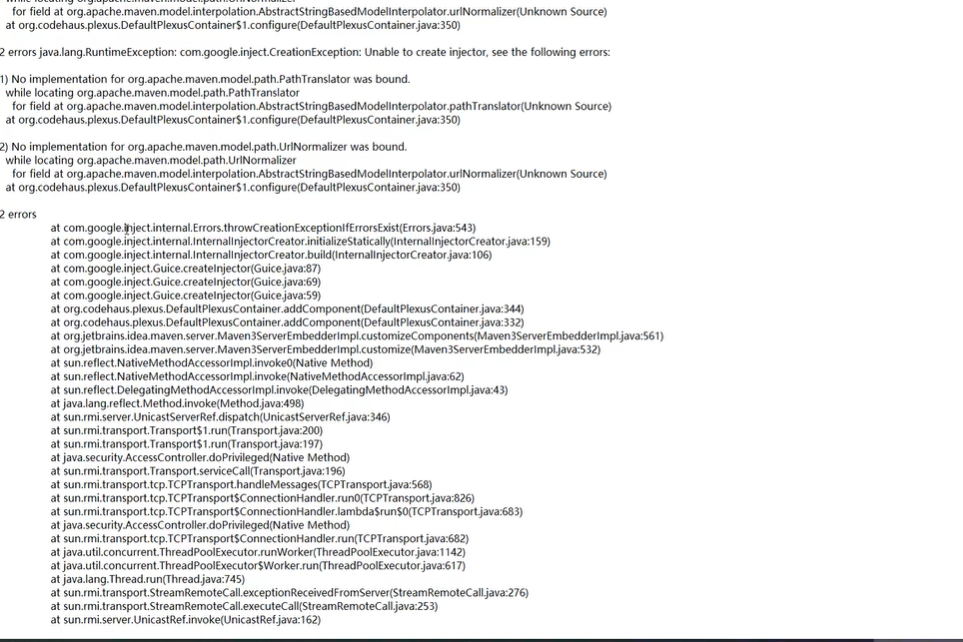 while locating org.apache.maven.model.path.UrlNormalizer
for field at org.apache.maven.model.interpolation.AbstractStringBasedModelInterpolator.urlNormalizer(Unknown Source)
at org.codehaus.plexus.DefaultPlexusContainer$1.configure(DefaultPlexusContainer.java:350)
2 errors java.lang.RuntimeException: com.google.inject.CreationException: Unable to create injector, see the following errors:
1) No implementation for org.apache.maven.model.path.PathTranslator was bound.
while locating org.apache.maven.model.path.PathTranslator
for field at org.apache.maven.model.interpolation.AbstractStringBasedModelInterpolator.pathTranslator(Unknown Source)
at org.codehaus.plexus.DefaultPlexusContainer$1.configure(DefaultPlexusContainer.java:350)
2) No implementation for org.apache.maven.model.path.UrlNormalizer was bound.
while locating org.apache.maven.model.path.UrlNormalizer
for field at org.apache.maven.model.interpolation.AbstractStringBasedModelInterpolator.urlNormalizer(Unknown Source)
at org.codehaus.plexus.DefaultPlexusContainer$1.configure(DefaultPlexusContainer.java:350)
2 errors
at com.google.inject.internal.Errors.throwCreationExceptionIfErrorsExist(Errors.java:543)
at com.google.inject.internal.InternalInjectorCreator.initializeStatically(InternalInjectorCreator.java:159)
at com.google.inject.internal.InternalInjectorCreator.build(InternalInjectorCreator.java:106)
at com.google.inject.Guice.createInjector(Guice.java:87)
at com.google.inject.Guice.createInjector(Guice.java:69)
at com.google.inject.Guice.createInjector(Guice.java:59)
at org.codehaus.plexus.DefaultPlexusContainer.addComponent(DefaultPlexusContainer.java:344)
at org.codehaus.plexus.DefaultPlexusContainer.addComponent(DefaultPlexusContainer.java:332)
at org.jetbrains.idea.maven.server.Maven3ServerEmbedderImpl.customizeComponents(Maven3ServerEmbedderImpl.java:561)
at org.jetbrains.idea.maven.server.Maven3ServerEmbedderImpl.customize(Maven3ServerEmbedderImpl.java:532)
at sun.reflect.NativeMethodAccessorImpl.invoke0(Native Method)
at sun.reflect.NativeMethodAccessorImpl.invoke(NativeMethodAccessorImpl.java:62)
at sun.reflect.DelegatingMethodAccessorImpl.invoke(DelegatingMethodAccessorImpl.java:43)
at java.lang.reflect.Method.invoke(Method.java:498)
at sun.rmi.server.UnicastServerRef.dispatch(UnicastServerRef.java:346)
at sun.rmi.transport.Transport$1.run(Transport.java:200)
at sun.rmi.transport.Transport$1.run(Transport.java:197)
at java.security.AccessController.doPrivileged(Native Method)
at sun.rmi.transport.Transport.serviceCall(Transport.java:196)
at sun.rmi.transport.tcp.TCPTransport.handleMessages(TCPTransport.java:568)
at sun.rmi.transport.tcp.TCPTransport$ConnectionHandler.run0(TCPTransport.java:826)
at sun.rmi.transport.tcp.TCPTransport$ConnectionHandler.lambda$run$0(TCPTransport.java:683)
at java.security.AccessController.doPrivileged(Native Method)
at sun.rmi.transport.tcp.TCPTransport$ConnectionHandler.run(TCPTransport.java:682)
at java.util.concurrent.ThreadPoolExecutor.runWorker(ThreadPoolExecutor.java:1142)
at java.util.concurrent.ThreadPoolExecutor$Worker.run(ThreadPoolExecutor.java:617)
at java.lang.Thread.run(Thread.java:745)
at sun.rmi.transport.StreamRemoteCall.exceptionReceivedFromServer(StreamRemoteCall.java:276)
at sun.rmi.transport.StreamRemoteCall.executeCall(StreamRemoteCall.java:253)
at sun.rmi.server.UnicastRef.invoke(UnicastRef.java:162)